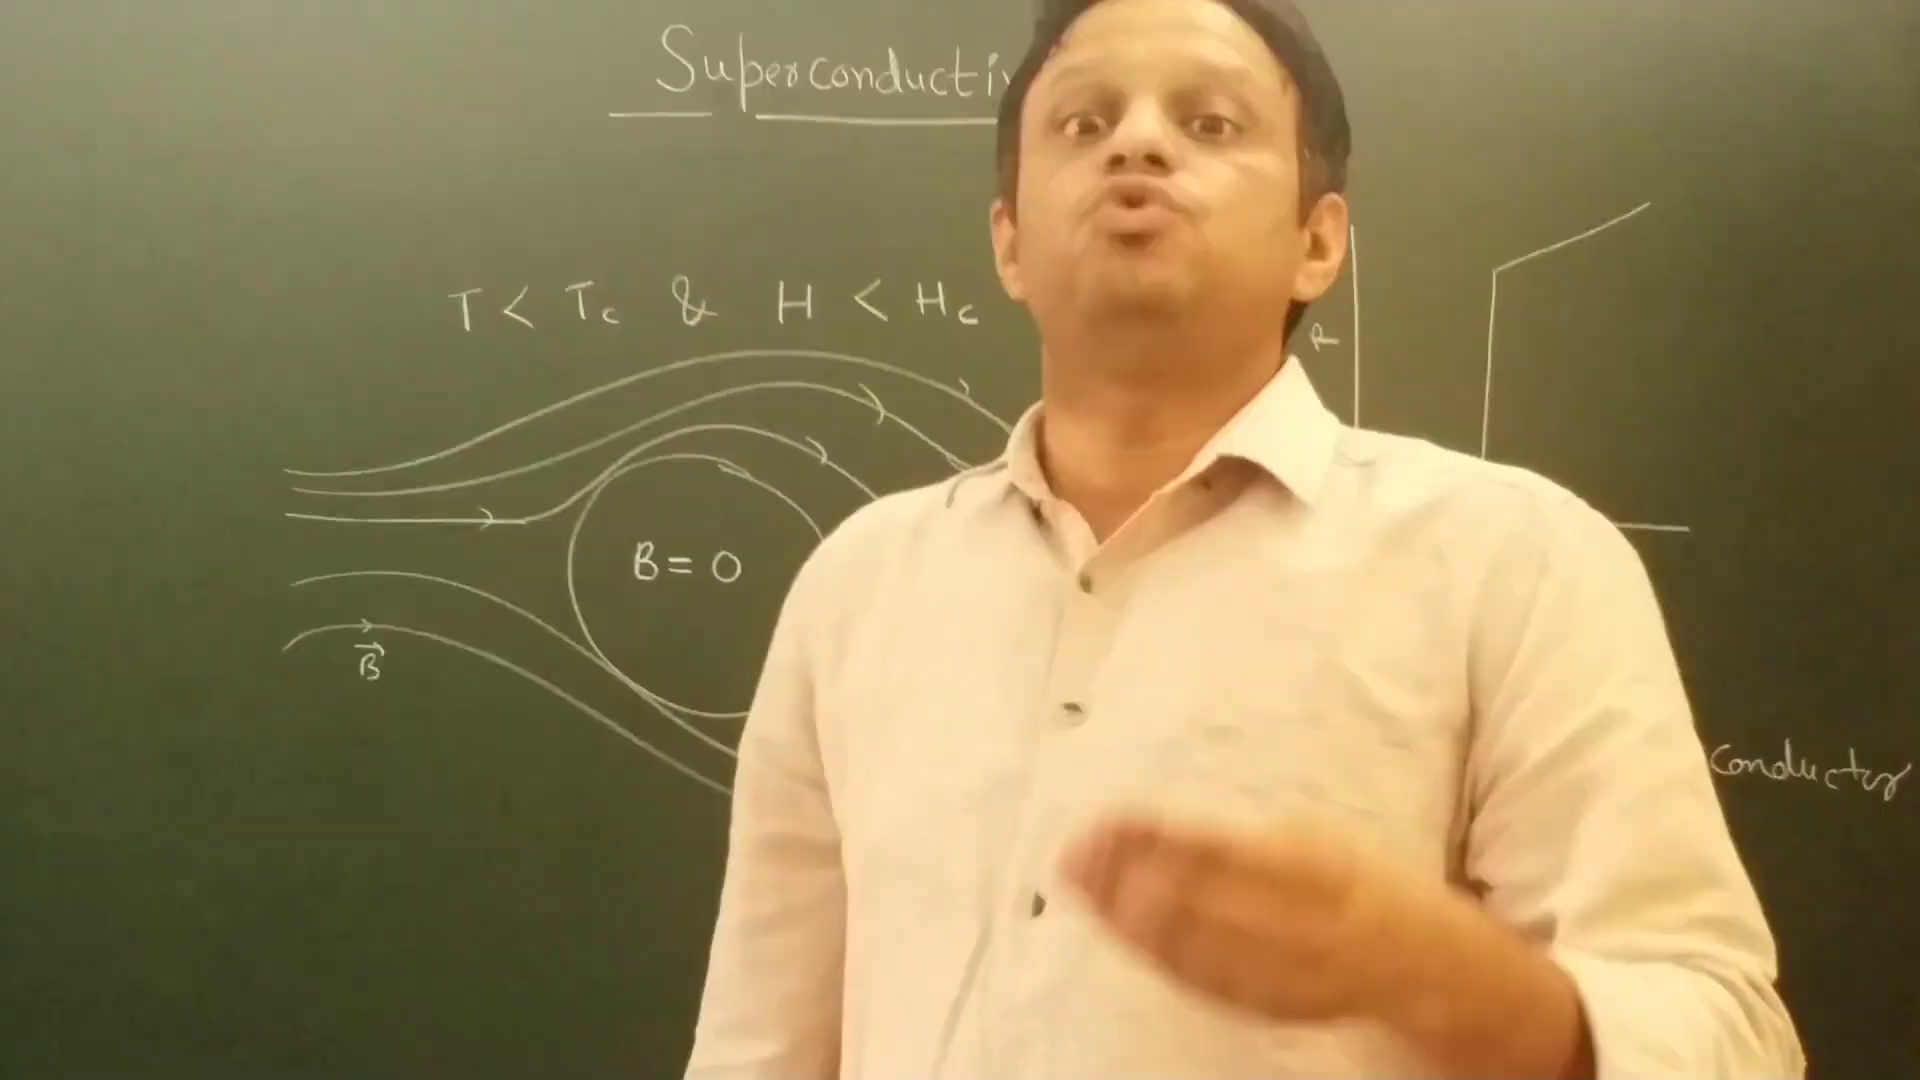 Superconductiv
T < Tc & H < Hc
R
B = 0
B
conductor